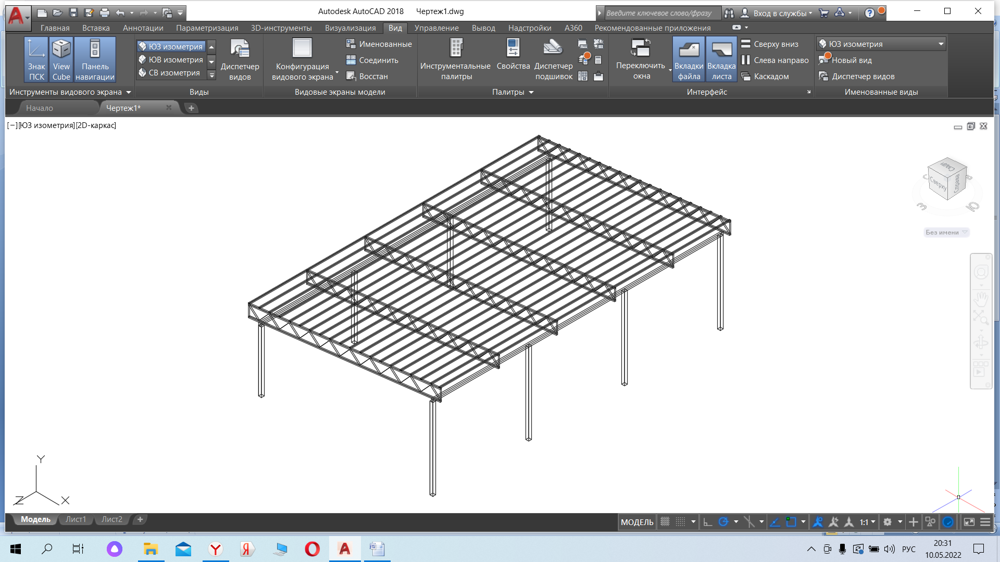 Autodesk AutoCAD 2018 Чертеж1.dwg
Введите ключевое слово/фразу
Вход в службы
Главная Вставка Аннотации Параметризация 3D-инструменты Визуализация Вид Управление Вывод Надстройки A360 Рекомендованные приложения
Знак ПСК
View Cube
Панель навигации
Инструменты видового экрана
ЮЗ изометрия
ЮВ изометрия
СВ изометрия
Диспетчер видов
Виды
Конфигурация видового экрана
Именованные
Соединить
Восстан
Видовые экраны модели
Инструментальные палитры
Свойства
Диспетчер подшивок
Палитры
Переключить окна
Вкладки файла
Вкладка листа
Сверху вниз
Слева направо
Каскадом
Интерфейс
ЮЗ изометрия
Новый вид
Диспетчер видов
Именованные виды
Начало
Чертеж1*
[−][ЮЗ изометрия][2D-каркас]
Сверху
Справа
З
Ю
Без имени
Y
Z
X
Модель Лист1 Лист2
МОДЕЛЬ
1:1
РУС
20:31
10.05.2022